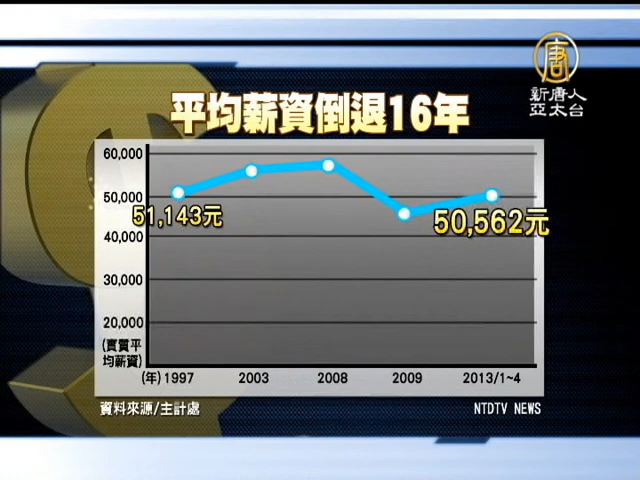 新唐人
亞太台
平均薪資倒退16年
60,000
50,000
51,143元
50,562元
40,000
30,000
20,000
(實質平
均薪資)
(年) 1997 2003 2008 2009 2013/1~4
資料來源/主計處 NTDTV NEWS